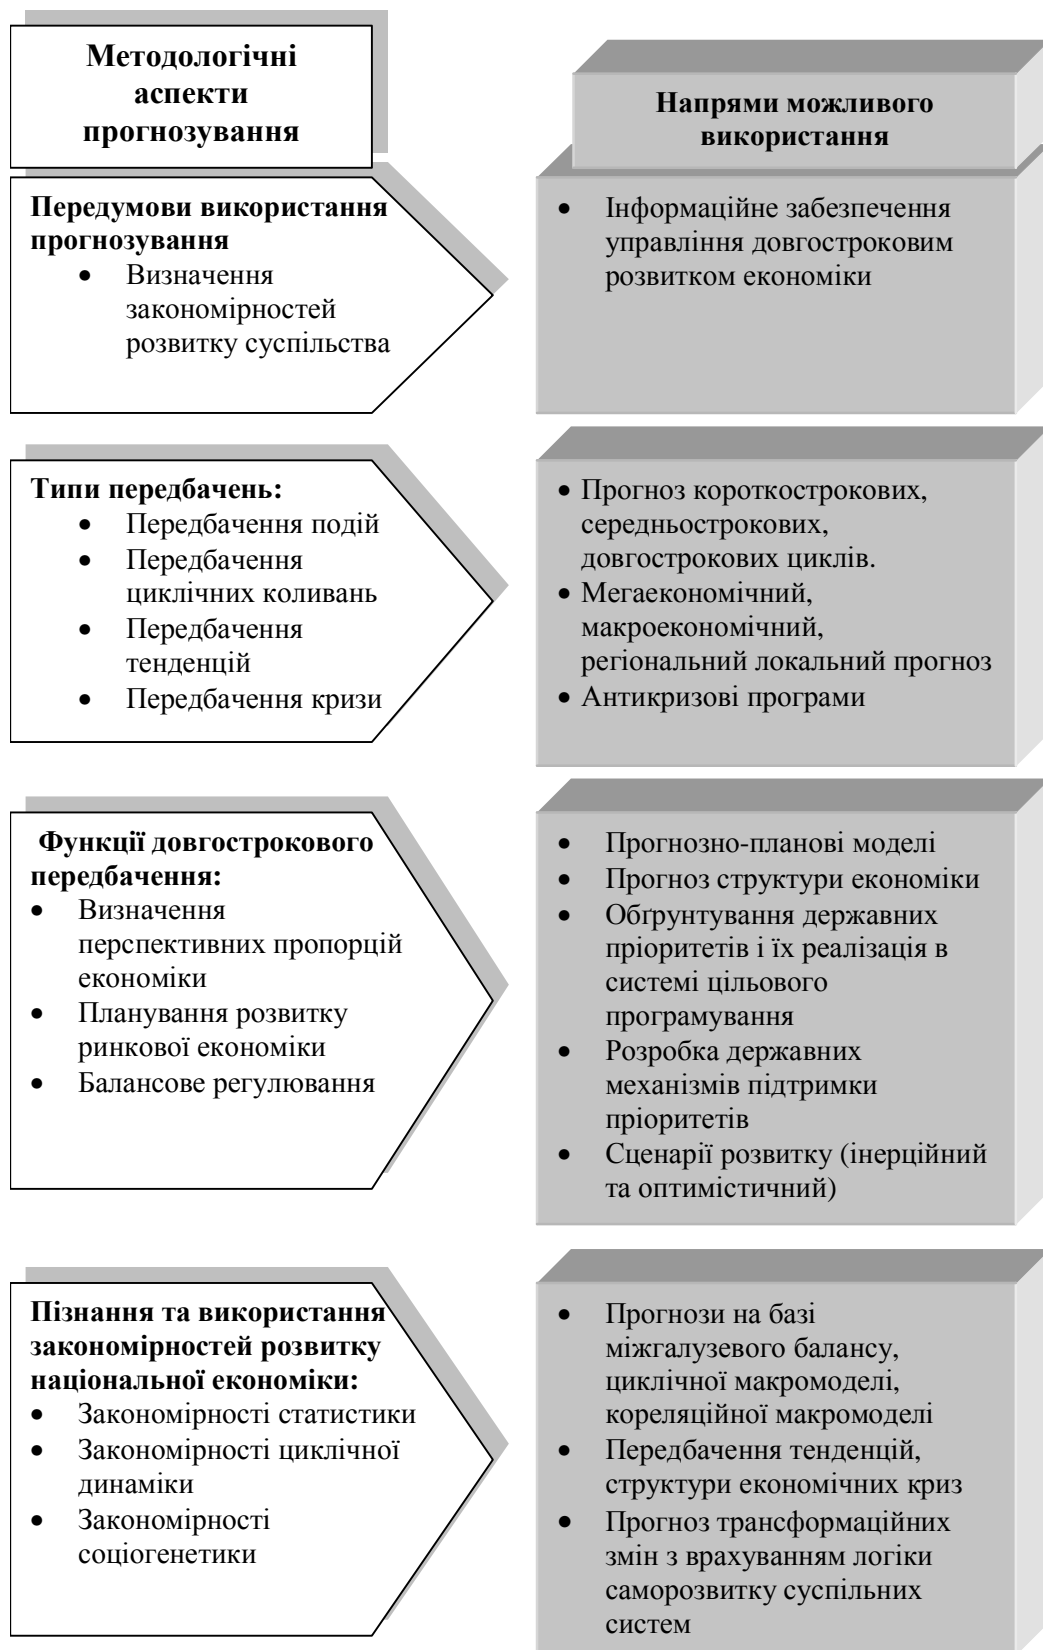 Методологічні
аспекти
прогнозування
Напрями можливого
використання
Передумови використання
прогнозування
• Визначення
закономірностей
розвитку суспільства
• Інформаційне забезпечення
управління довгостроковим
розвитком економіки
Типи передбачень:
• Передбачення подій
• Передбачення
циклічних коливань
• Передбачення
тенденцій
• Передбачення кризи
• Прогноз короткострокових,
середньострокових,
довгострокових циклів.
• Мегаекономічний,
макроекономічний,
регіональний локальний прогноз
• Антикризові програми
Функції довгострокового
передбачення:
• Визначення
перспективних пропорцій
економіки
• Планування розвитку
ринкової економіки
• Балансове регулювання
• Прогнозно-планові моделі
• Прогноз структури економіки
• Обґрунтування державних
пріоритетів і їх реалізація в
системі цільового
програмування
• Розробка державних
механізмів підтримки
пріоритетів
• Сценарії розвитку (інерційний
та оптимістичний)
Пізнання та використання
закономірностей розвитку
національної економіки:
• Закономірності статистики
• Закономірності циклічної
динаміки
• Закономірності
соціогенетики
• Прогнози на базі
міжгалузевого балансу,
циклічної макромоделі,
кореляційної макромоделі
• Передбачення тенденцій,
структури економічних криз
• Прогноз трансформаційних
змін з врахуванням логіки
саморозвитку суспільних
систем